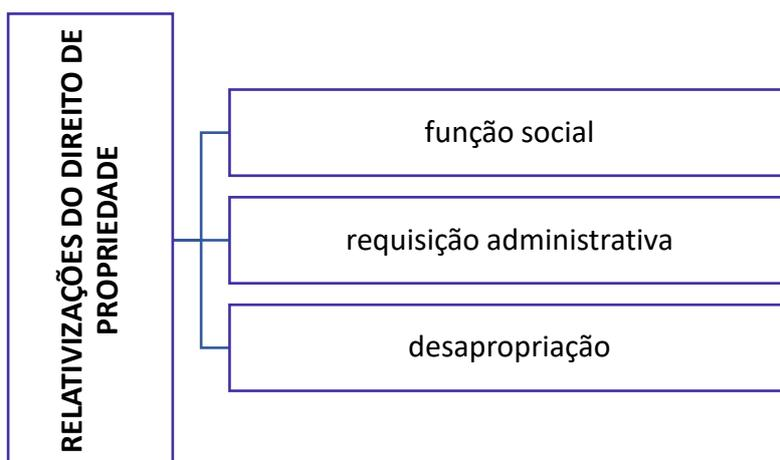 RELATIVIZAÇÕES DO DIREITO DE
PROPRIEDADE
função social
requisição administrativa
desapropriação